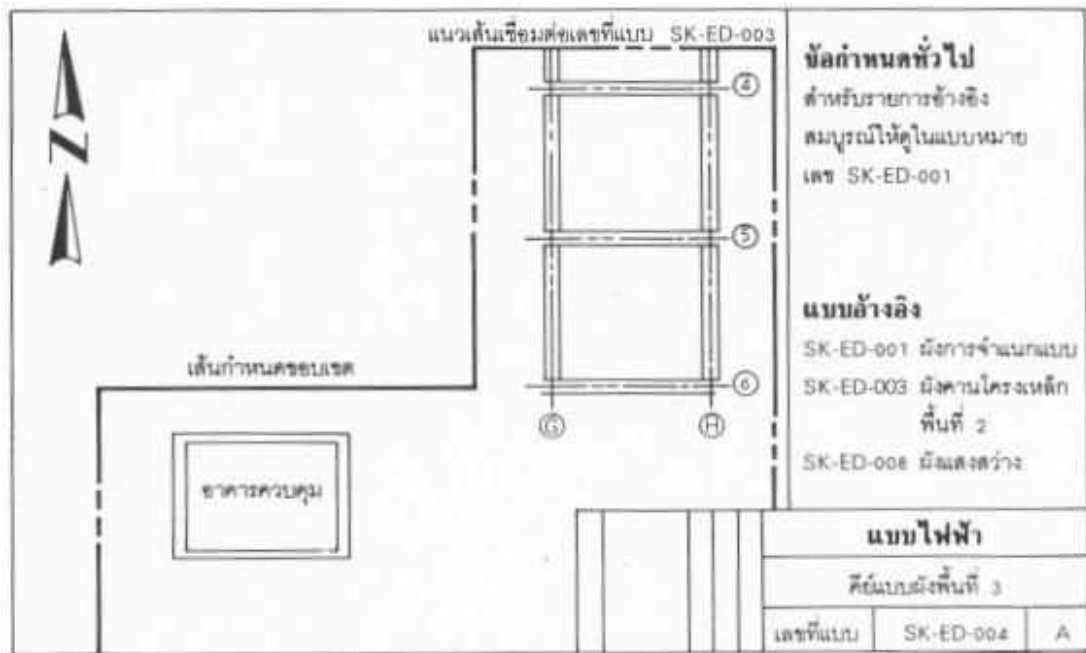 แนวเส้นเชื่อมต่อเลขที่แบบ SK-ED-003
N
4
5
6
G
H
เส้นกำหนดขอบเขต
อาคารควบคุม
ข้อกำหนดทั่วไป
สำหรับรายการอ้างอิง
สมบูรณ์ให้ดูในแบบหมาย
เลข SK-ED-001
แบบอ้างอิง
SK-ED-001 ผังการจำแนกแบบ
SK-ED-003 ผังคานโครงเหล็ก
พื้นที่ 2
SK-ED-008 ผังแสงสว่าง
แบบไฟฟ้า
คีย์แบบผังพื้นที่ 3
เลขที่แบบ SK-ED-004 A